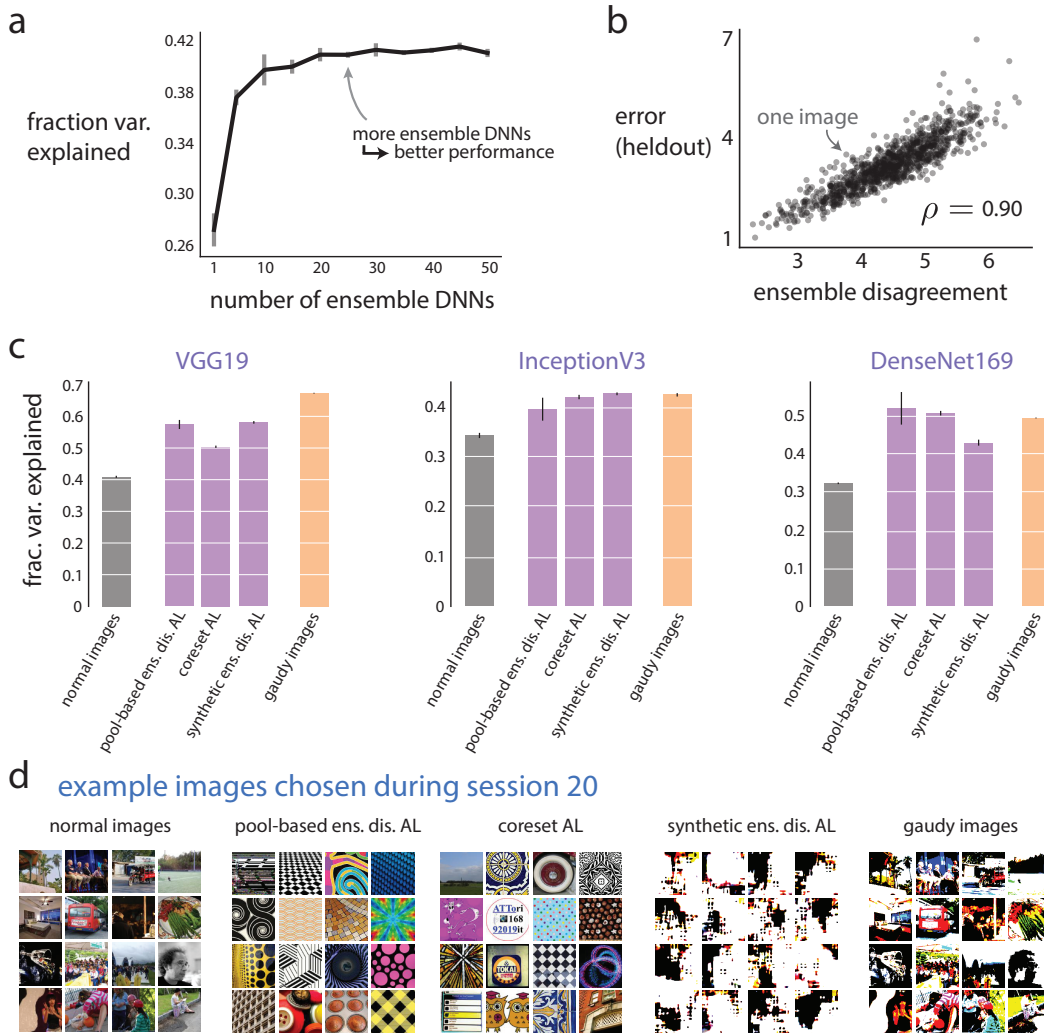 a
0.42
0.38
0.34
0.30
0.26
fraction var.
explained
more ensemble DNNs
better performance
1 10 20 30 40 50
number of ensemble DNNs
b
7
4
1
error
(heldout)
one image
ρ = 0.90
3 4 5 6
ensemble disagreement
c
VGG19
frac. var. explained
0.7
0.6
0.5
0.4
0.3
0.2
0.1
0
normal images
pool-based ens. dis. AL
coreset AL
synthetic ens. dis. AL
gaudy images
InceptionV3
0.4
0.3
0.2
0.1
0
normal images
pool-based ens. dis. AL
coreset AL
synthetic ens. dis. AL
gaudy images
DenseNet169
0.5
0.4
0.3
0.2
0.1
0
normal images
pool-based ens. dis. AL
coreset AL
synthetic ens. dis. AL
gaudy images
d
example images chosen during session 20
normal images
pool-based ens. dis. AL
coreset AL
synthetic ens. dis. AL
gaudy images
ATTori
168
92019it
TOKAI